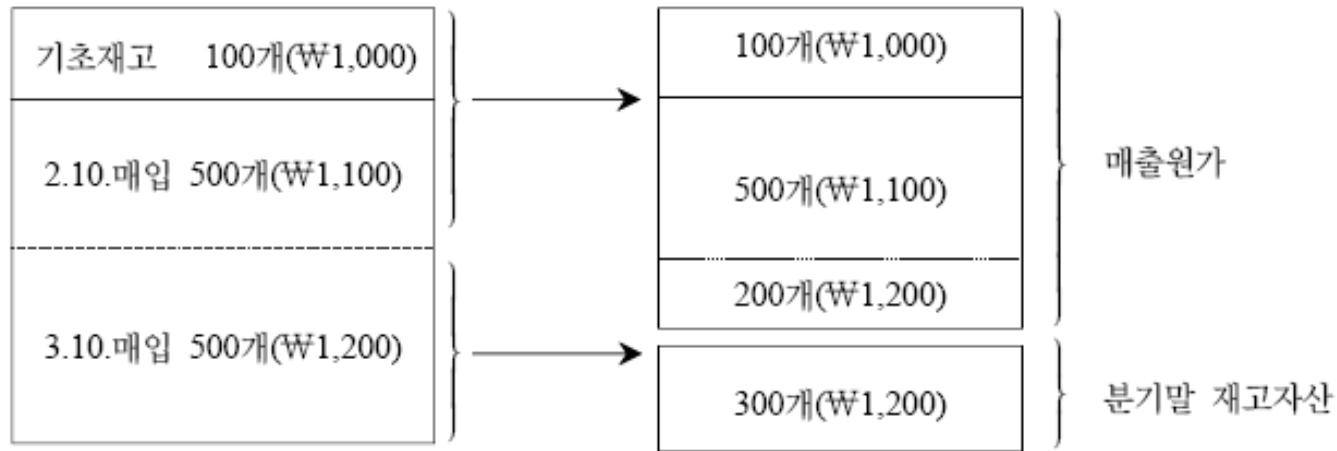 기초재고 100개(₩1,000)
2.10.매입 500개(₩1,100)
3.10.매입 500개(₩1,200)
100개(₩1,000)
500개(₩1,100)
200개(₩1,200)
300개(₩1,200)
매출원가
분기말 재고자산